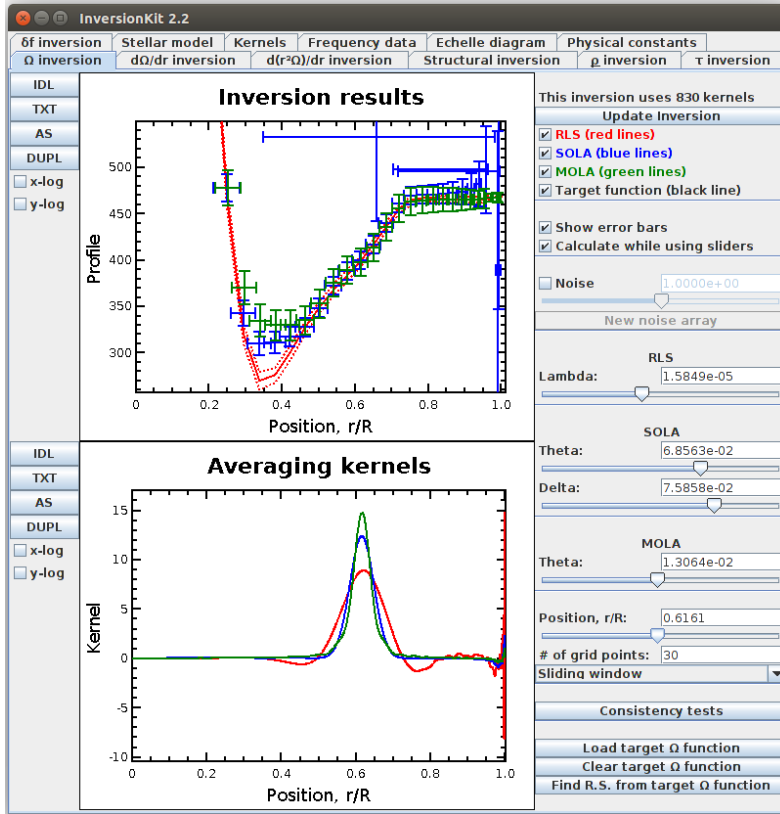 InversionKit 2.2
δf inversion Stellar model Kernels Frequency data Echelle diagram Physical constants
Ω inversion dΩ/dr inversion d(r²Ω)/dr inversion Structural inversion ρ inversion τ inversion
IDL
TXT
AS
DUPL
x-log
y-log
Inversion results
Profile
500
450
400
350
300
0 0.2 0.4 0.6 0.8 1.0
Position, r/R
IDL
TXT
AS
DUPL
x-log
y-log
Averaging kernels
Kernel
15
10
5
0
-5
-10
0 0.2 0.4 0.6 0.8 1.0
Position, r/R
This inversion uses 830 kernels
Update Inversion
RLS (red lines)
SOLA (blue lines)
MOLA (green lines)
Target function (black line)
Show error bars
Calculate while using sliders
Noise 1.0000e+00
New noise array
RLS
Lambda: 1.5849e-05
SOLA
Theta: 6.8563e-02
Delta: 7.5858e-02
MOLA
Theta: 1.3064e-02
Position, r/R: 0.6161
# of grid points: 30
Sliding window
Consistency tests
Load target Ω function
Clear target Ω function
Find R.S. from target Ω function